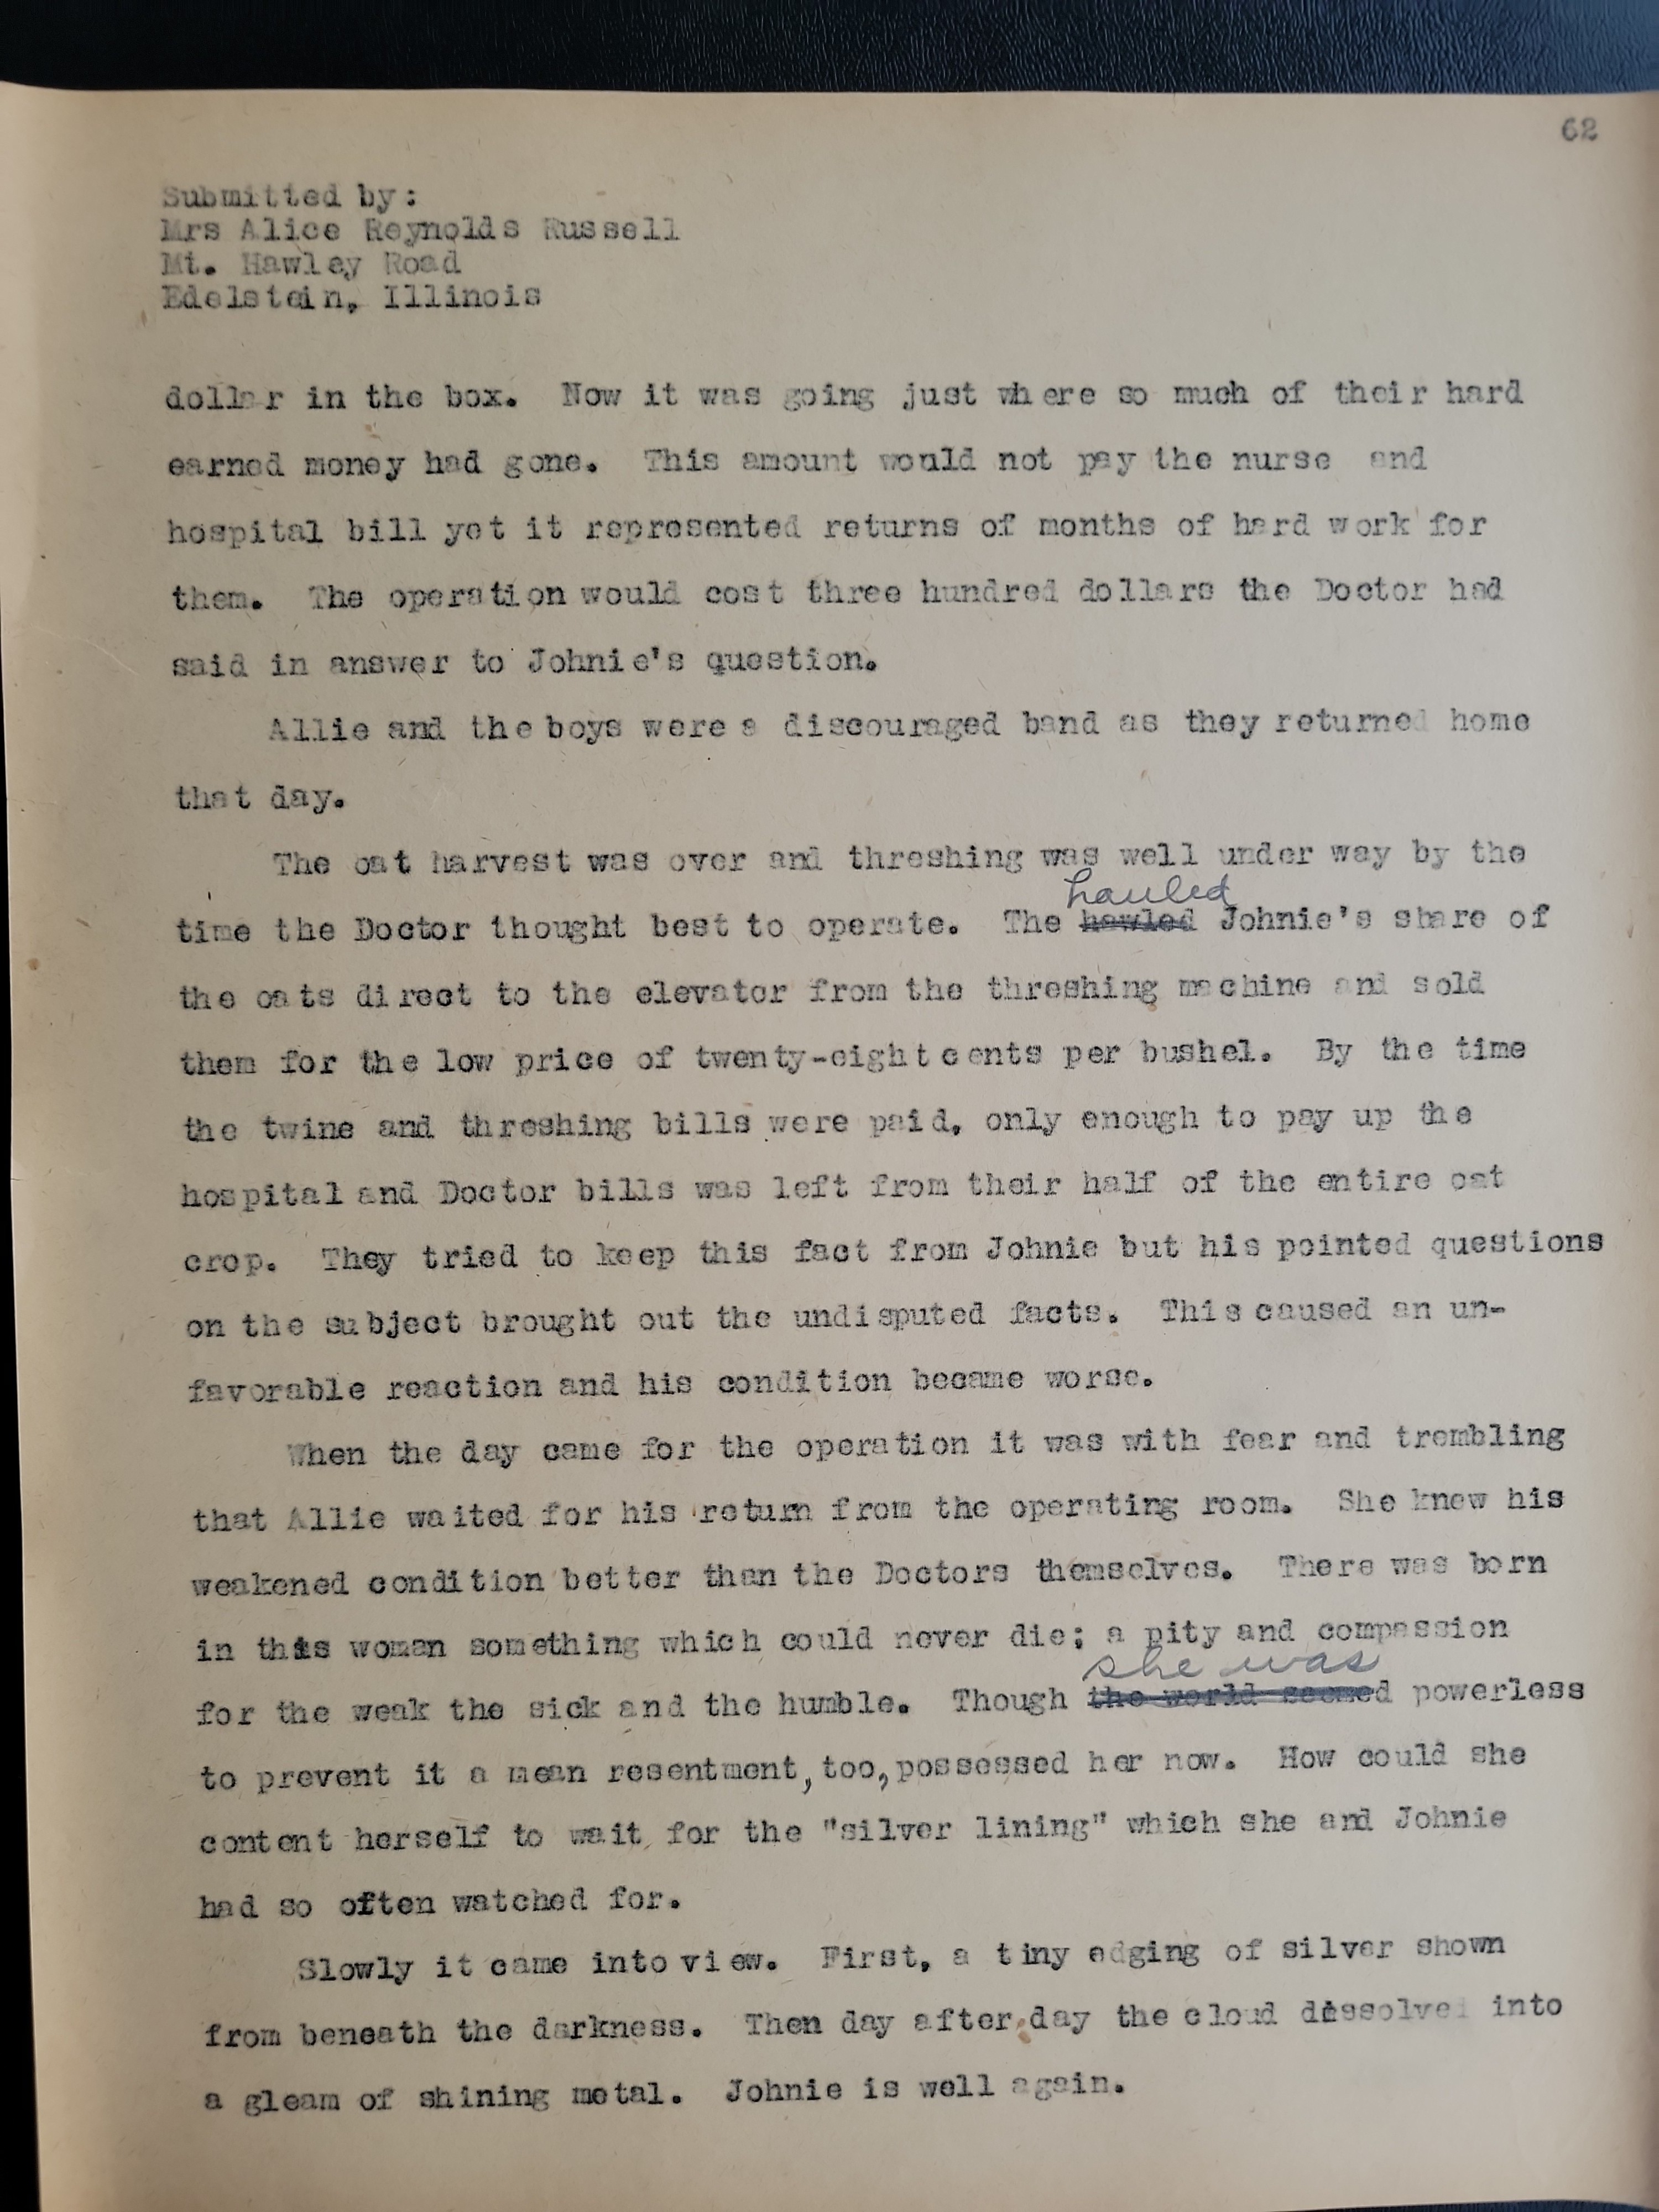 62
Submitted by:
Mrs Alice Reynolds Russell
Mt. Hawley Road
Edelstein, Illinois
dollar in the box. Now it was going just where so much of their hard
earned money had gone. This amount would not pay the nurse and
hospital bill yet it represented returns of months of hard work for
them. The operation would cost three hundred dollars the Doctor had
said in answer to Johnie's question.
Allie and the boys were a discouraged band as they returned home
that day.
The oat harvest was over and threshing was well under way by the
hauled
time the Doctor thought best to operate. The hawled Johnie's share of
the oats direct to the elevator from the threshing machine and sold
them for the low price of twenty-eight cents per bushel. By the time
the twine and threshing bills were paid, only enough to pay up the
hospital and Doctor bills was left from their half of the entire oat
crop. They tried to keep this fact from Johnie but his pointed questions
on the subject brought out the undisputed facts. This caused an un-
favorable reaction and his condition became worse.
When the day came for the operation it was with fear and trembling
that Allie waited for his return from the operating room. She knew his
weakened condition better than the Doctors themselves. There was born
in this woman something which could never die; a pity and compassion
she was
for the weak the sick and the humble. Though the world seemed powerless
to prevent it a mean resentment, too, possessed her now. How could she
content herself to wait for the "silver lining" which she and Johnie
had so often watched for.
Slowly it came into view. First, a tiny edging of silver shown
from beneath the darkness. Then day after day the cloud dissolved into
a gleam of shining metal. Johnie is well again.